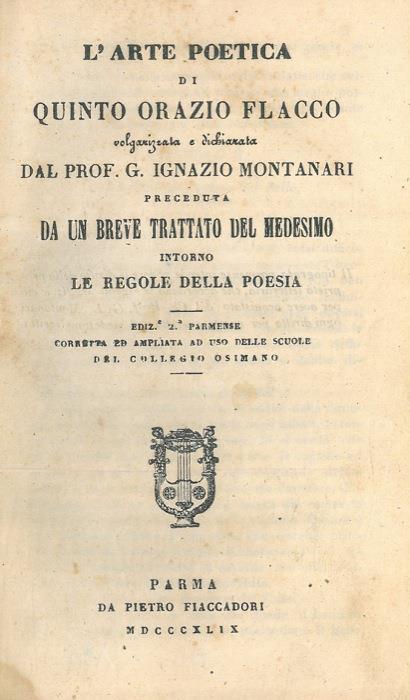 L'ARTE POETICA
DI
QUINTO ORAZIO FLACCO
volgarizzata e dichiarata
DAL PROF. G. IGNAZIO MONTANARI
PRECEDUTA
DA UN BREVE TRATTATO DEL MEDESIMO
INTORNO
LE REGOLE DELLA POESIA
EDIZ.e 2.a PARMENSE
CORRETTA ED AMPLIATA AD USO DELLE SCUOLE
DEL COLLEGIO OSIMANO
PARMA
DA PIETRO FIACCADORI
MDCCCXLIX